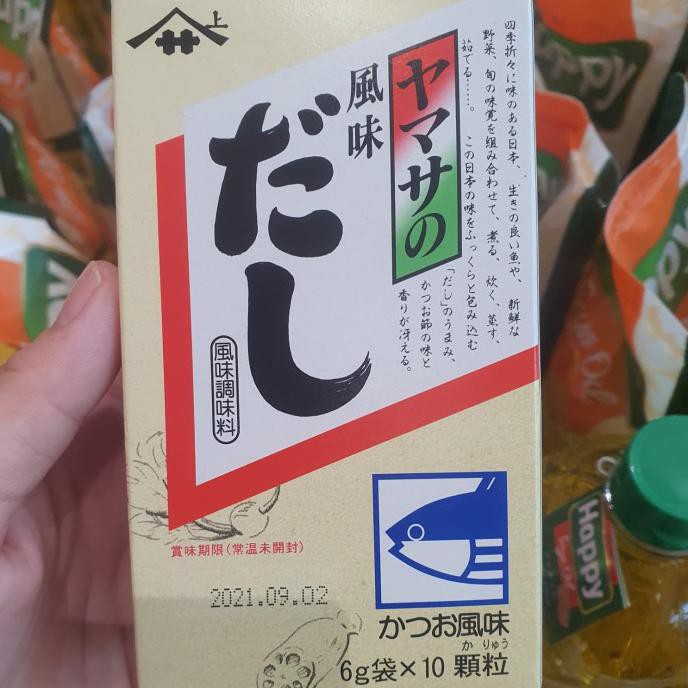 上
四季折々に味のある日本、生きの良い魚や、新鮮な
野菜、旬の味覚を組み合わせて、煮る、炊く、蒸す、
茹でる……。この日本の味をふっくらと包み込む
「だし」のうまみ、
かつお節の味と
香りが冴える。
ヤマサの
風味
だし
風味調味料
賞味期限(常温未開封)
2021.09.02
かつお風味
6g袋×10 顆粒
か りゅう
Happy